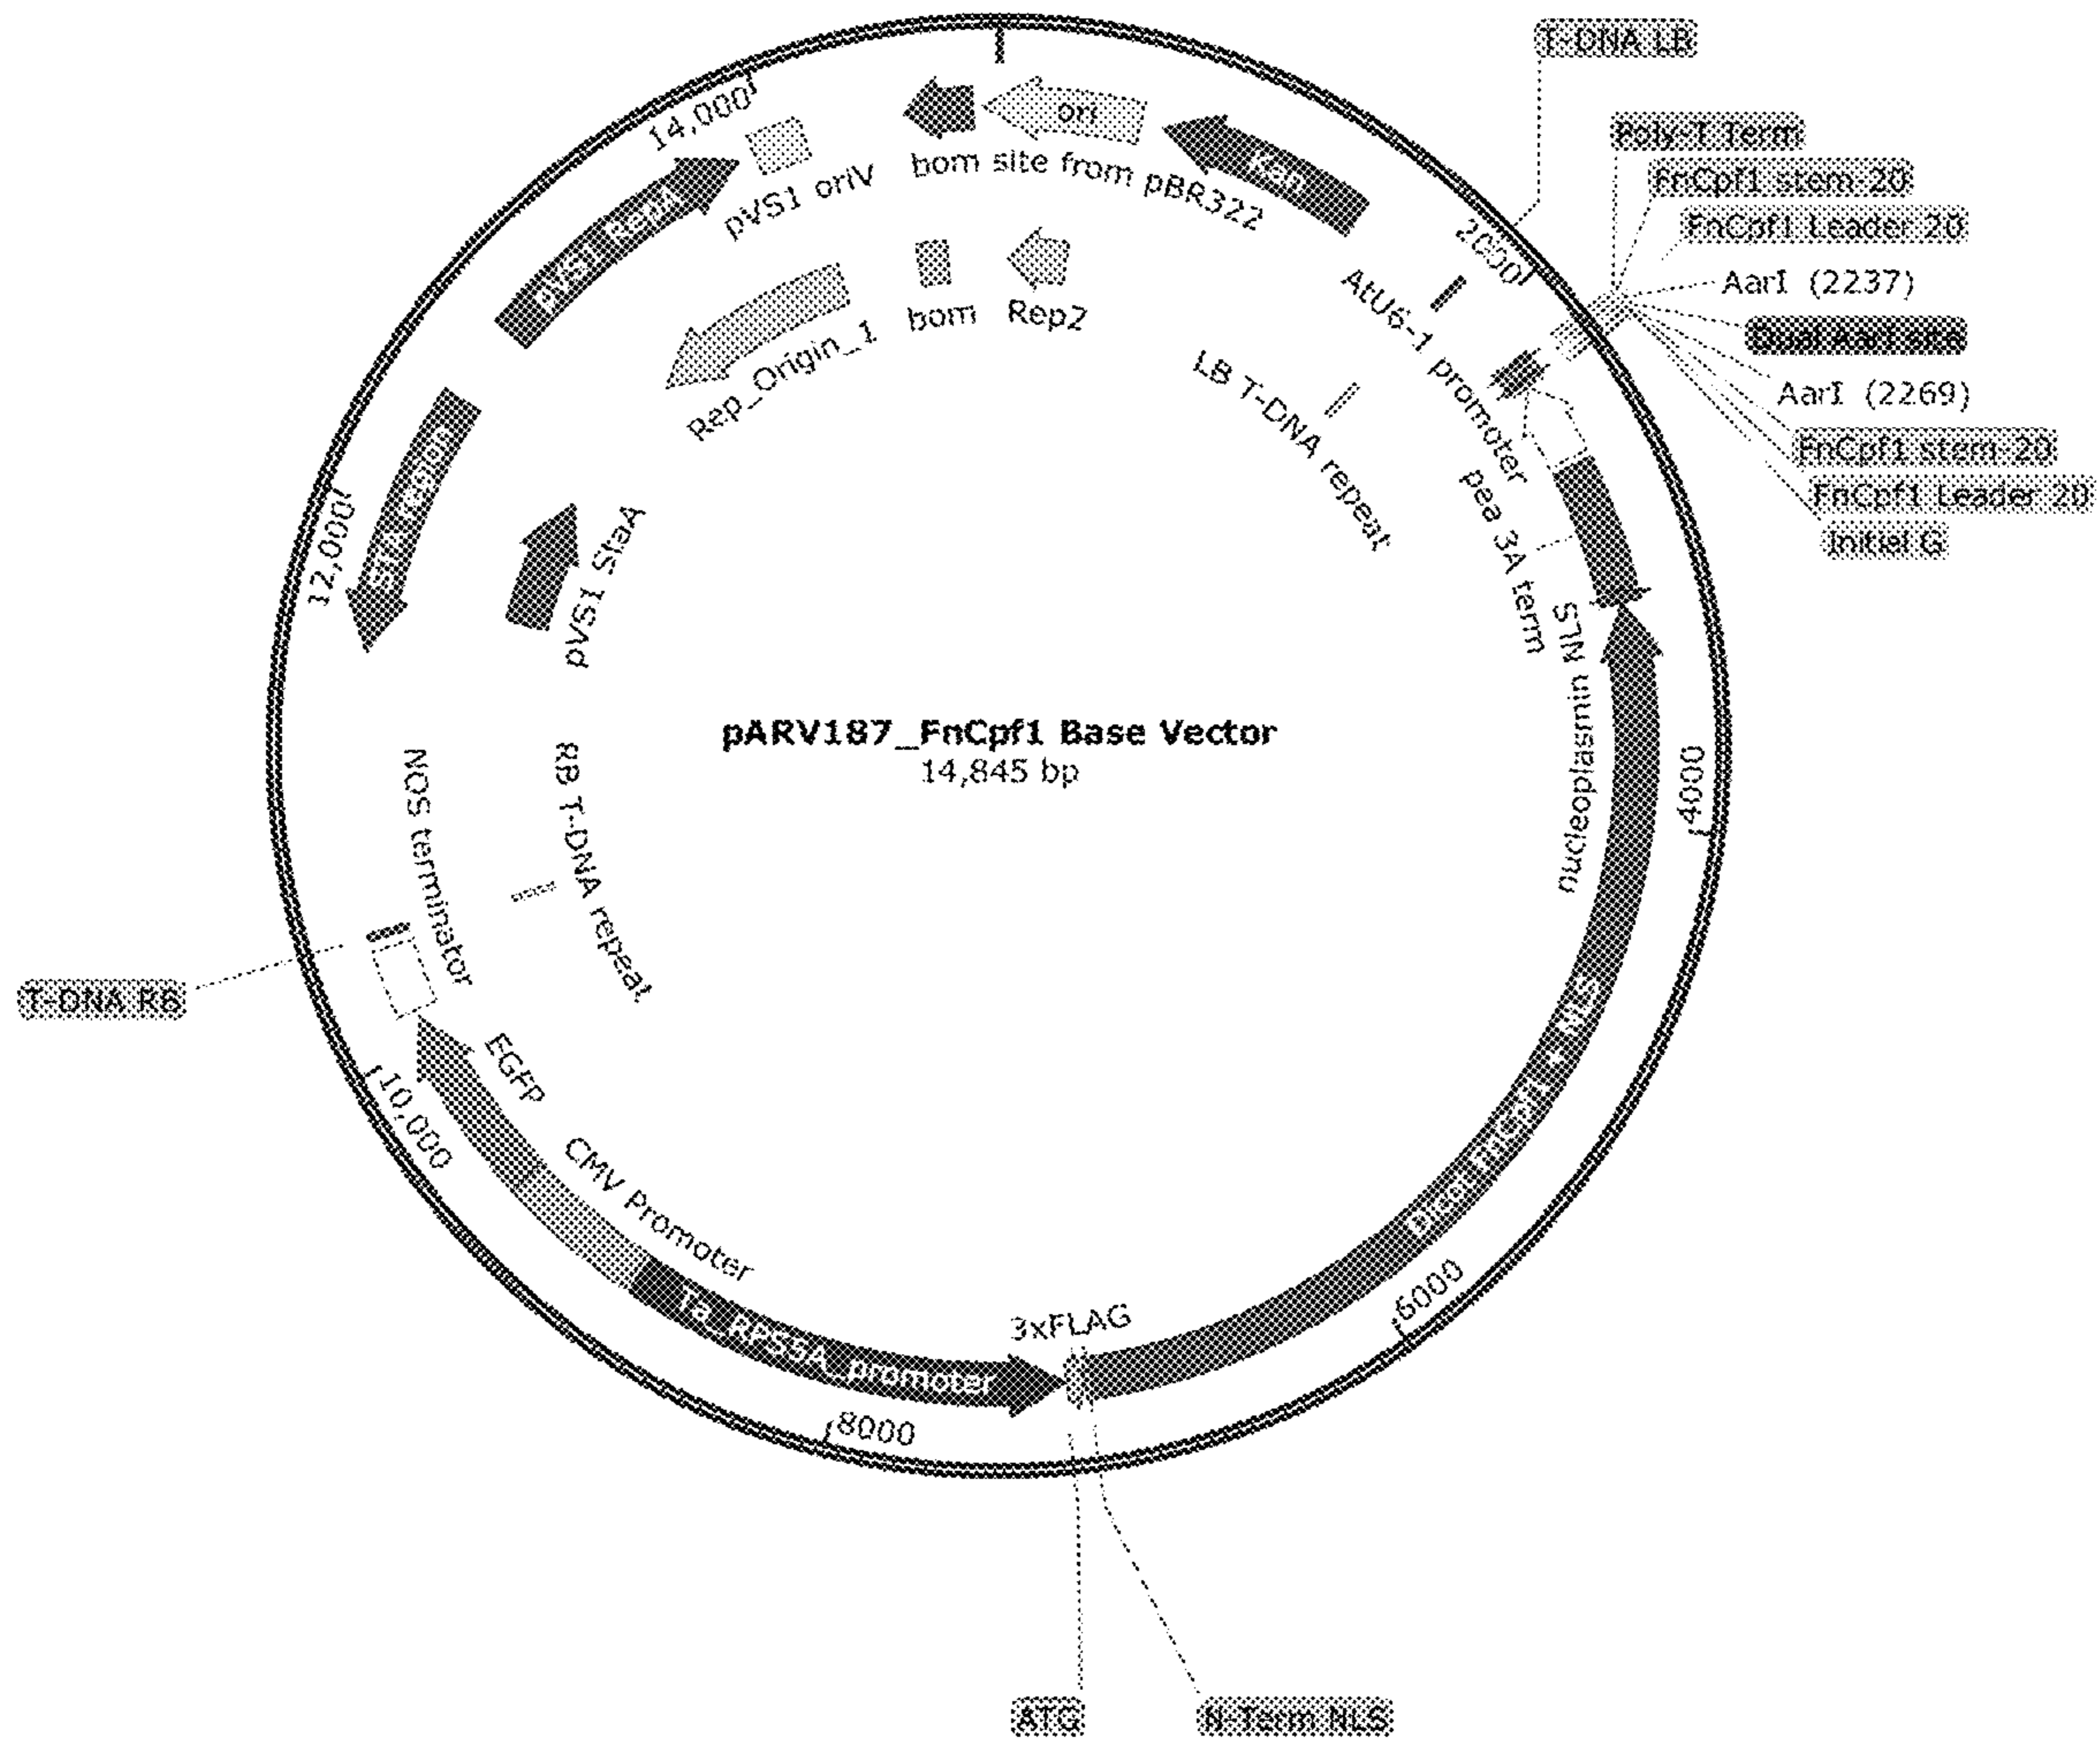 T-DNA LB
Poly-T Term
FnCpf1 stem 20
FnCpf1 Leader 20
AarI (2237)
Dual AarI site
AarI (2269)
FnCpf1 stem 20
FnCpf1 Leader 20
Initial G
2000
4000
6000
8000
10,000
12,000
14,000
ori
Kan
bom site from pBR322
pVS1 oriV
pVS1 RepA
Rep_Origin_1
bom
Rep2
LB T-DNA repeat
AtU6-1 promoter
pea 3A term
nucleoplasmin NLS
STA region
pVS1 StaA
pARV187_FnCpf1 Base Vector
14,845 bp
RB T-DNA repeat
NOS terminator
T-DNA RB
EGFP
CMV Promoter
Ta_RPS5A_promoter
3xFLAG
FnCpf1 + NLS
ATG
N-Term NLS